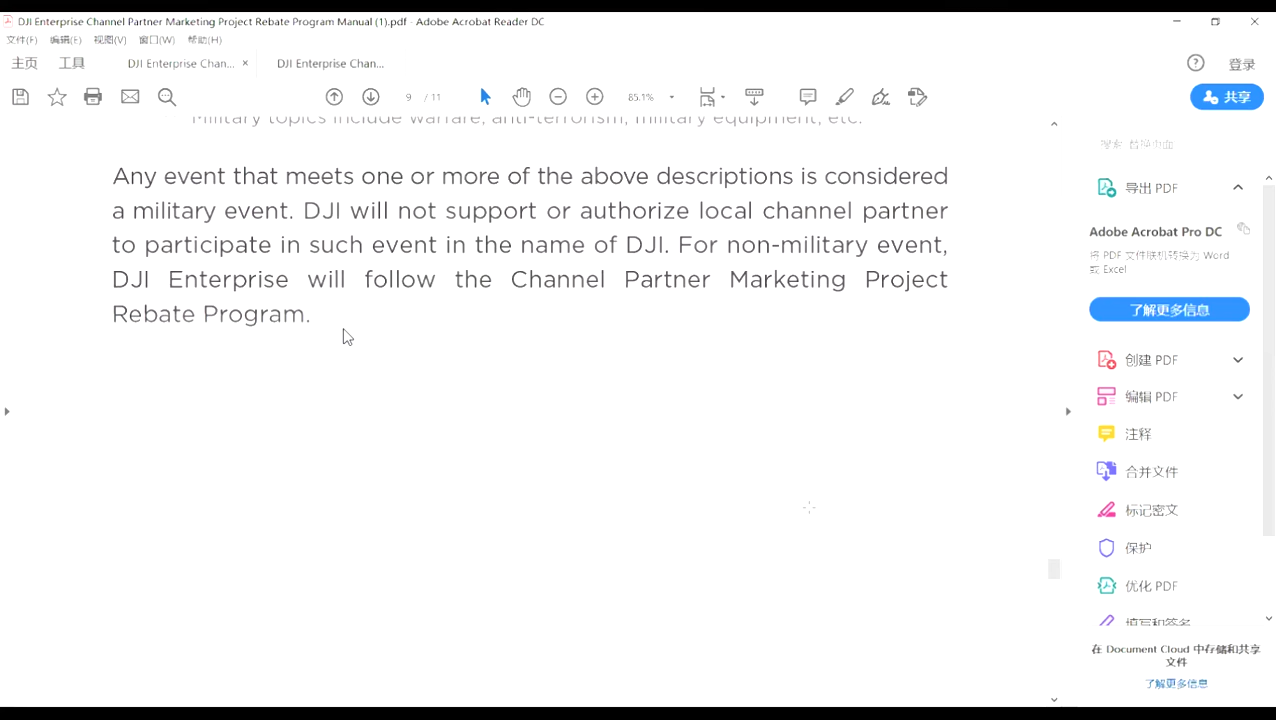 DJI Enterprise Channel Partner Marketing Project Rebate Program Manual (1).pdf - Adobe Acrobat Reader DC
文件(F) 编辑(E) 视图(V) 窗口(W) 帮助(H)
主页 工具 DJI Enterprise Chan... × DJI Enterprise Chan... 登录
9 / 11 85.1% 共享
Military topics include warfare, anti-terrorism, military equipment, etc.
Any event that meets one or more of the above descriptions is considered
a military event. DJI will not support or authorize local channel partner
to participate in such event in the name of DJI. For non-military event,
DJI Enterprise will follow the Channel Partner Marketing Project
Rebate Program.
导出 PDF
Adobe Acrobat Pro DC
将 PDF 文件联机转换为 Word
或 Excel
了解更多信息
创建 PDF
编辑 PDF
注释
合并文件
标记密文
保护
优化 PDF
填写和签名
在 Document Cloud 中存储和共享
文件
了解更多信息